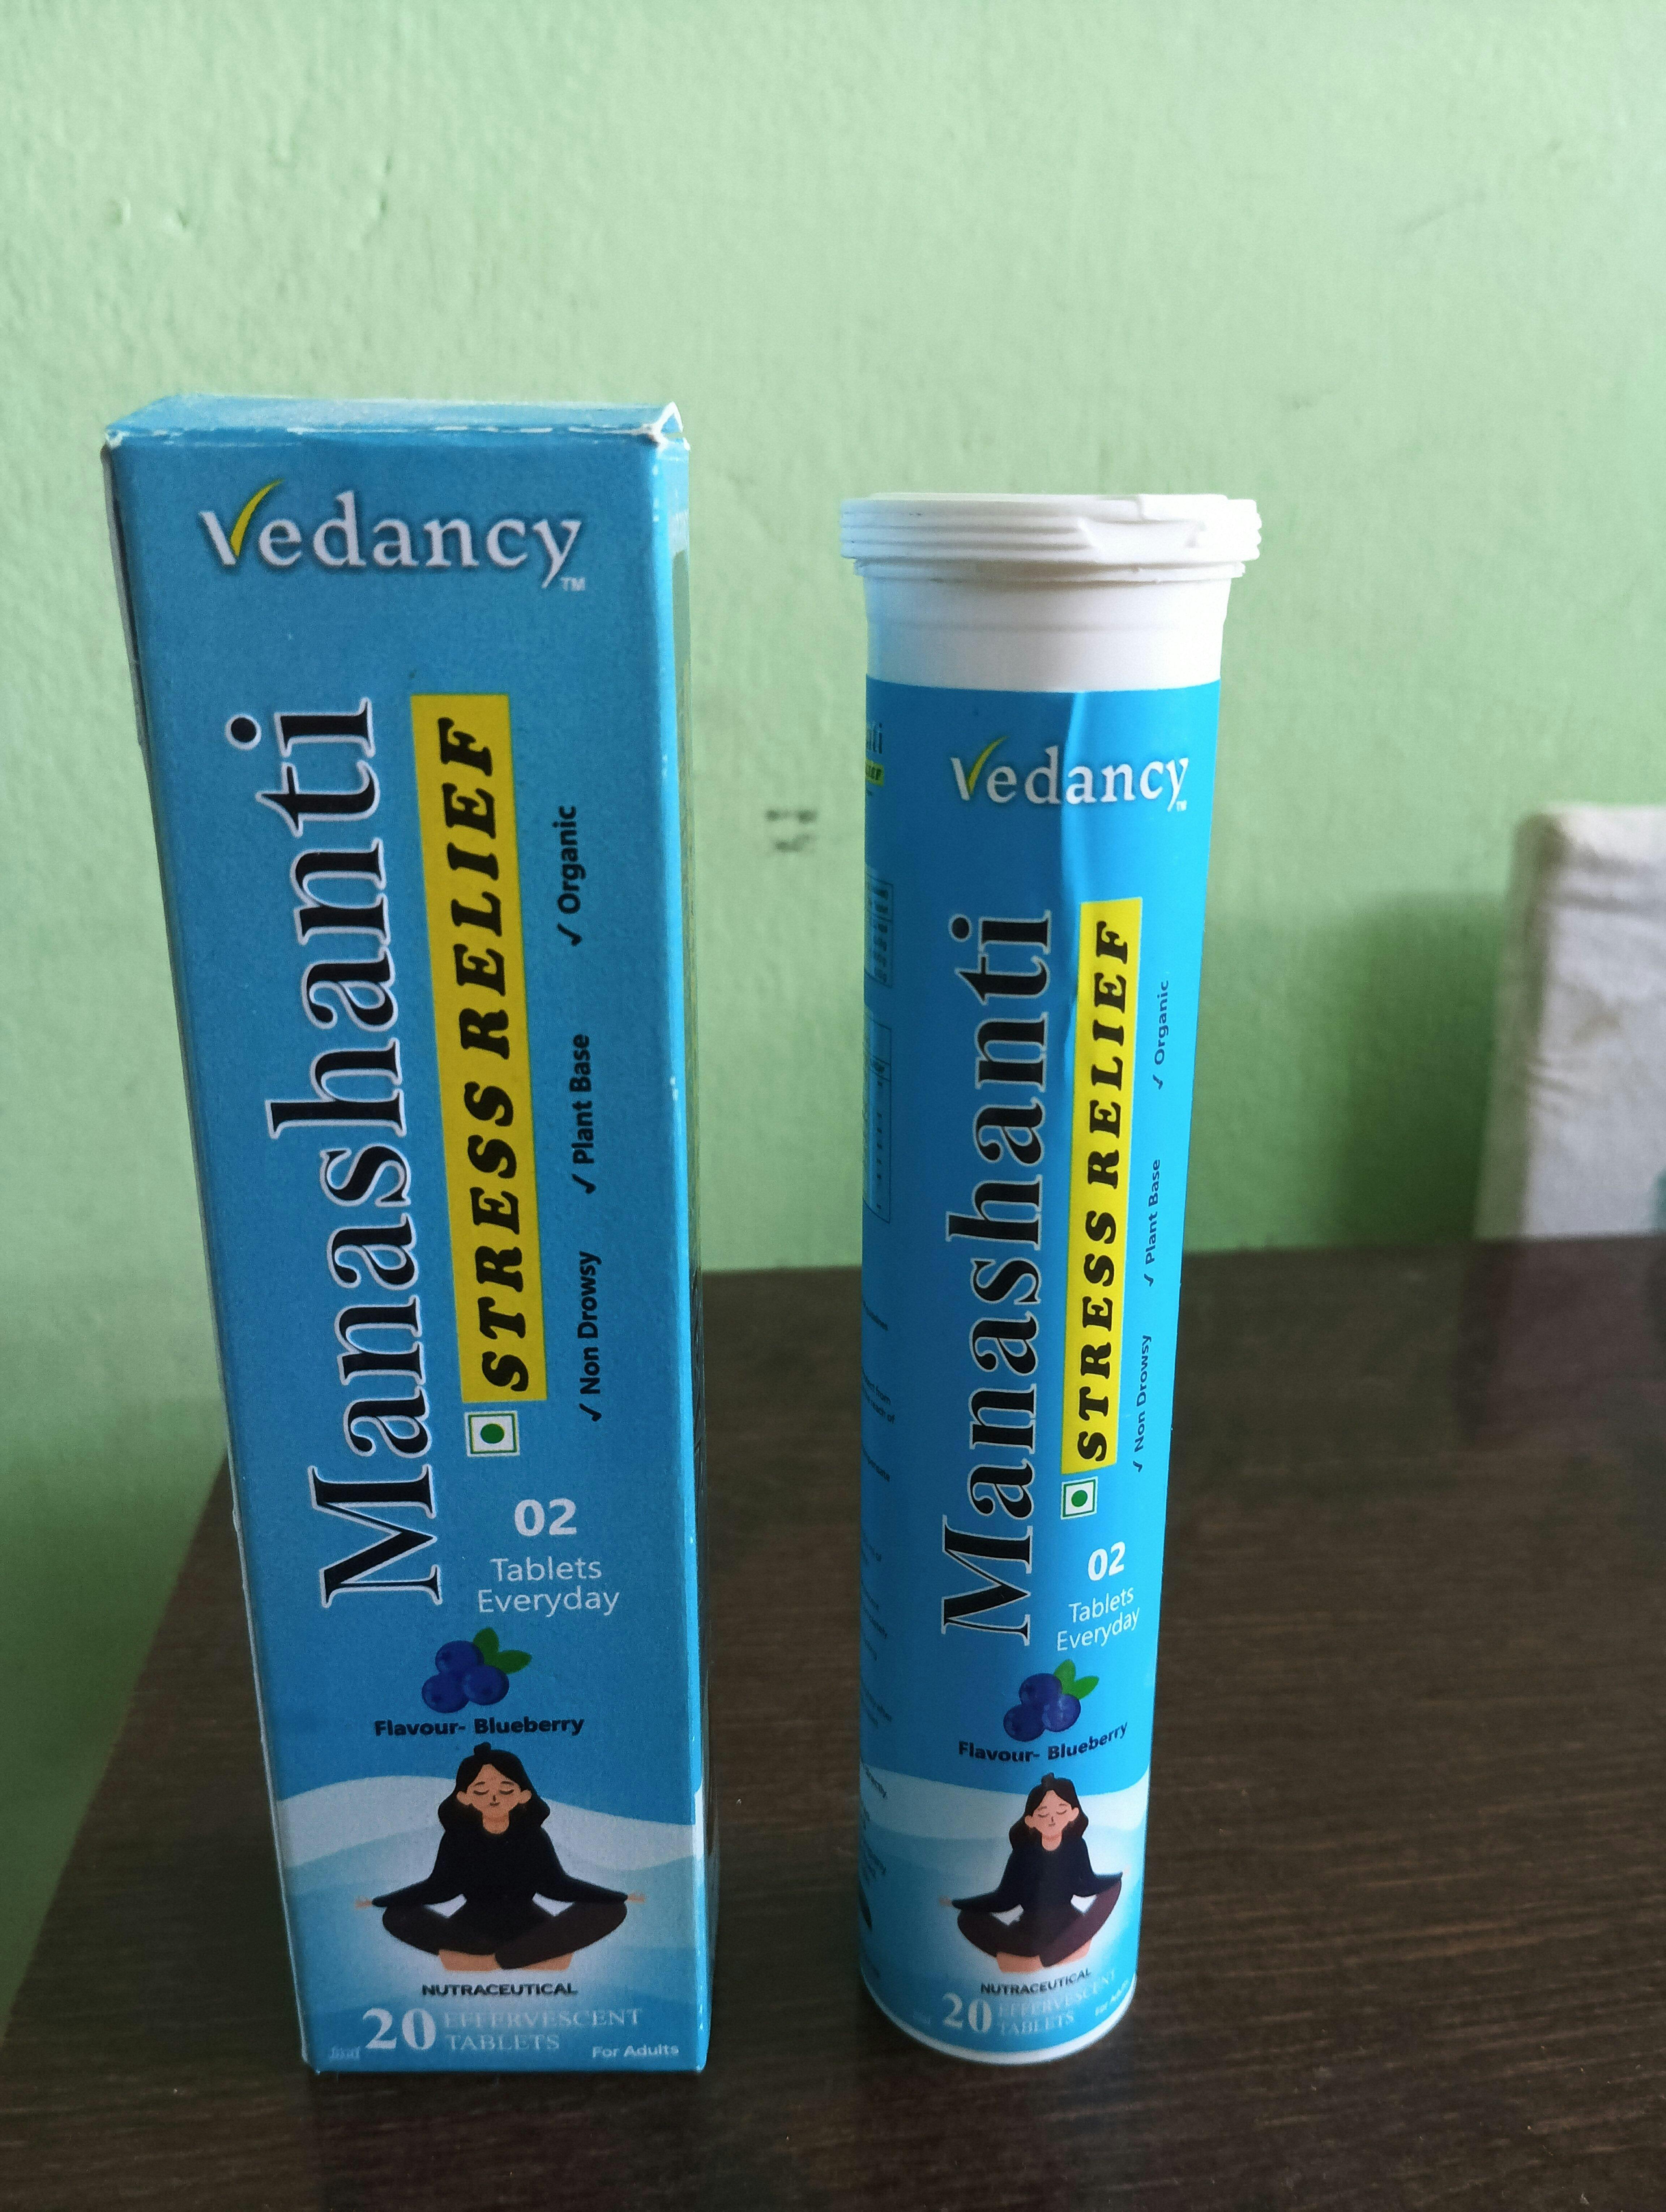 Vedancy
TM
Manashanti
STRESS RELIEF
✓ Non Drowsy ✓ Plant Base ✓ Organic
02
Tablets
Everyday
Flavour- Blueberry
NUTRACEUTICAL
20 EFFERVESCENT
TABLETS
For Adults
Vedancy
TM
Manashanti
STRESS RELIEF
✓ Non Drowsy ✓ Plant Base ✓ Organic
02
Tablets
Everyday
Flavour- Blueberry
NUTRACEUTICAL
20 EFFERVESCENT
TABLETS
For Adults